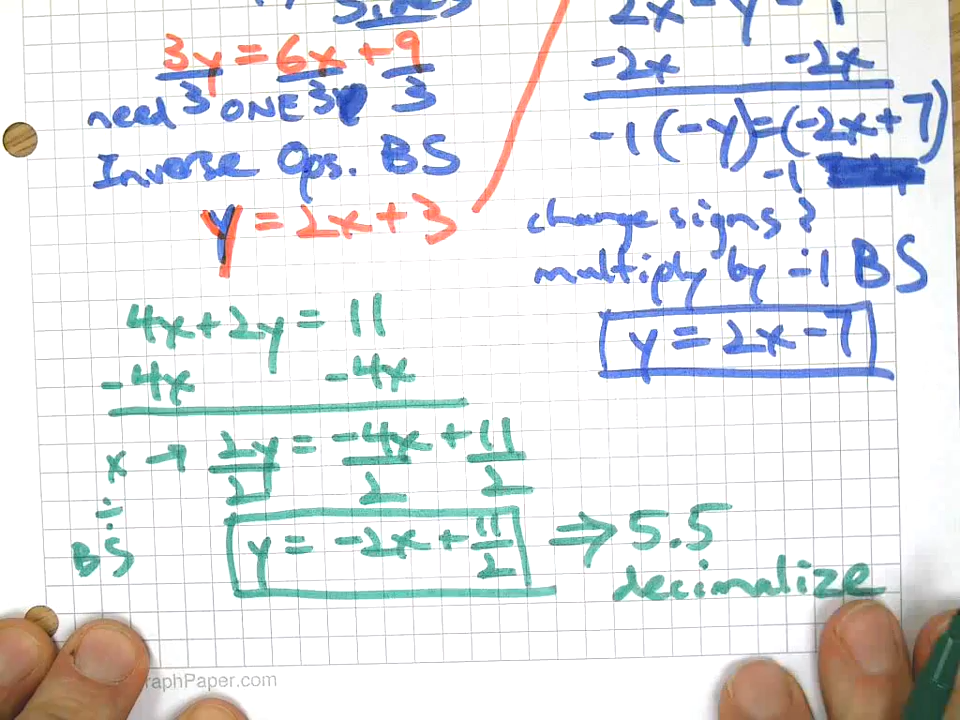 Sides
3y = 6x + 9
3 3 3
need ONE y
Inverse Ops. BS
y = 2x + 3
-2x -2x
-1(-y)=(-2x+7)
-1
change signs?
multiply by -1 BS
y = 2x - 7
4x+2y = 11
-4x -4x
x → 2y = -4x + 11
÷ 2 2 2
BS y = -2x + 11/2 ⇒ 5.5
decimalize
raphPaper.com